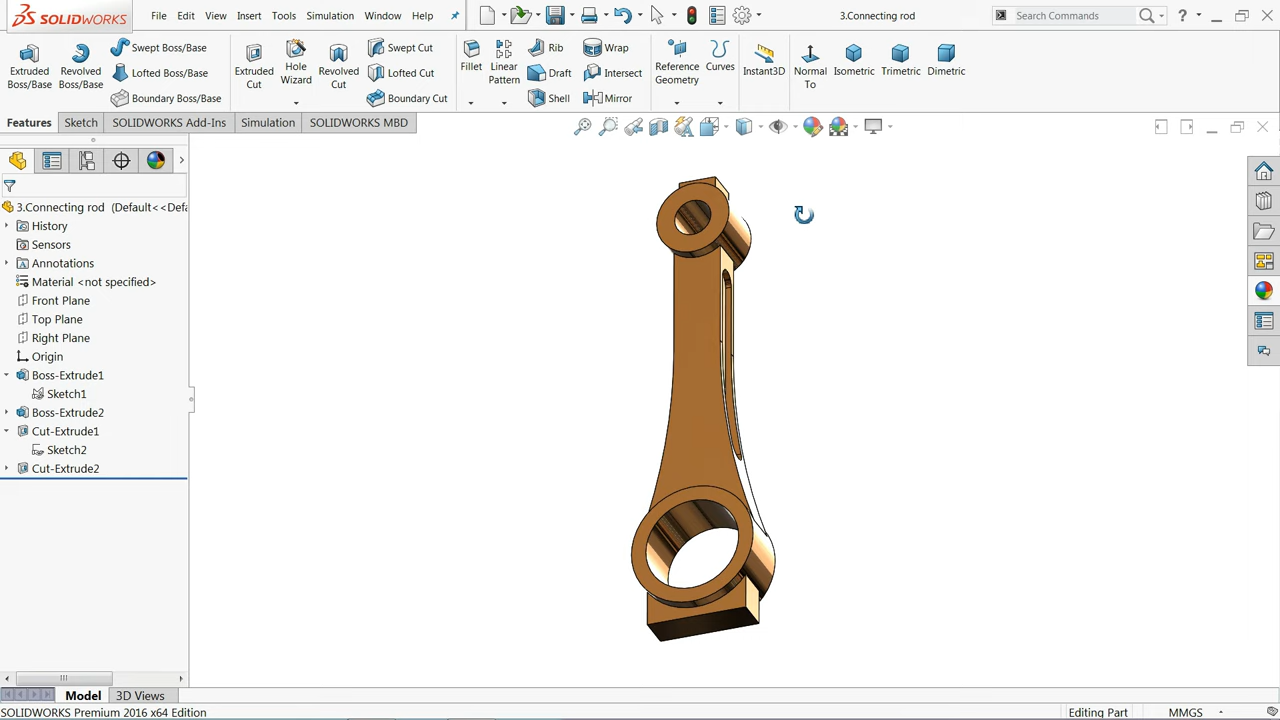 SOLIDWORKS
File Edit View Insert Tools Simulation Window Help
3.Connecting rod
Search Commands
?
Extruded Boss/Base
Revolved Boss/Base
Swept Boss/Base
Lofted Boss/Base
Boundary Boss/Base
Extruded Cut
Hole Wizard
Revolved Cut
Swept Cut
Lofted Cut
Boundary Cut
Fillet
Linear Pattern
Rib
Draft
Shell
Wrap
Intersect
Mirror
Reference Geometry
Curves
Instant3D
Normal To
Isometric
Trimetric
Dimetric
Features Sketch SOLIDWORKS Add-Ins Simulation SOLIDWORKS MBD
3.Connecting rod (Default<<Defa
History
Sensors
Annotations
Material <not specified>
Front Plane
Top Plane
Right Plane
Origin
Boss-Extrude1
Sketch1
Boss-Extrude2
Cut-Extrude1
Sketch2
Cut-Extrude2
Model 3D Views
SOLIDWORKS Premium 2016 x64 Edition
Editing Part
MMGS